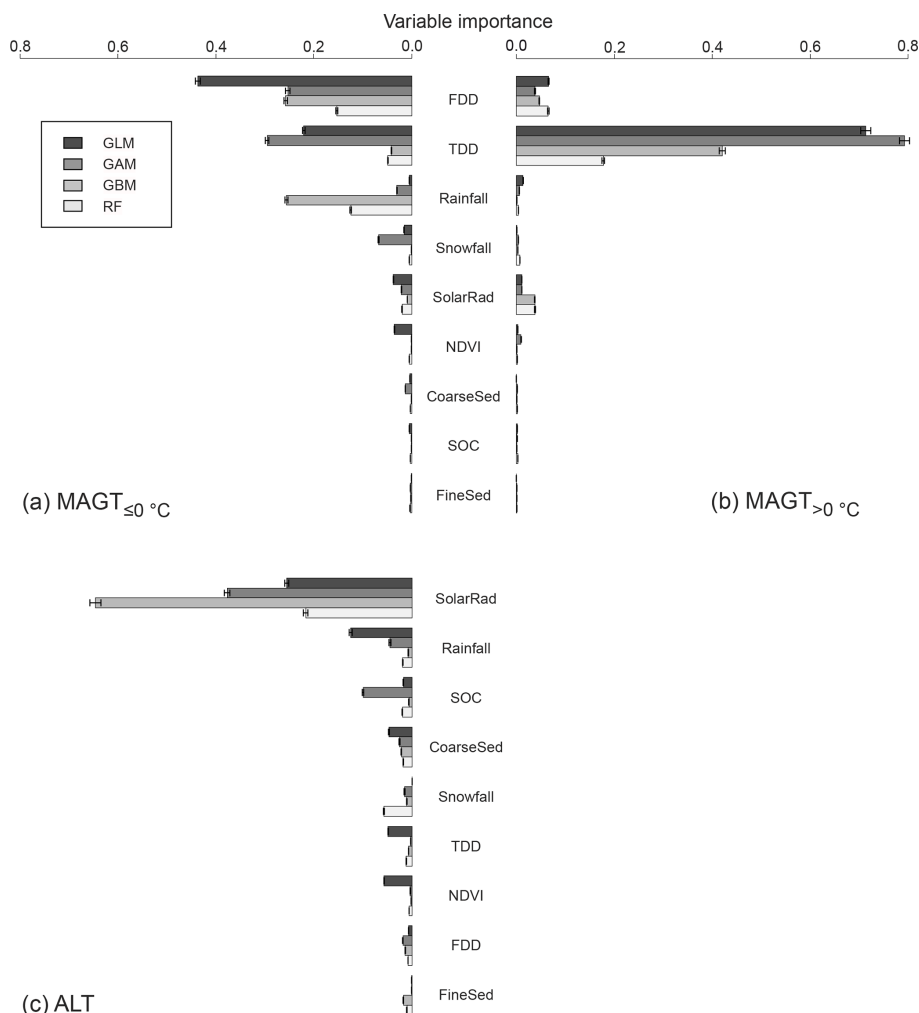 Variable importance
0.8 0.6 0.4 0.2 0.0 0.0 0.2 0.4 0.6 0.8
FDD
TDD
Rainfall
Snowfall
SolarRad
NDVI
CoarseSed
SOC
FineSed
GLM
GAM
GBM
RF
(a) MAGT≤0 °C
(b) MAGT>0 °C
SolarRad
Rainfall
SOC
CoarseSed
Snowfall
TDD
NDVI
FDD
FineSed
(c) ALT